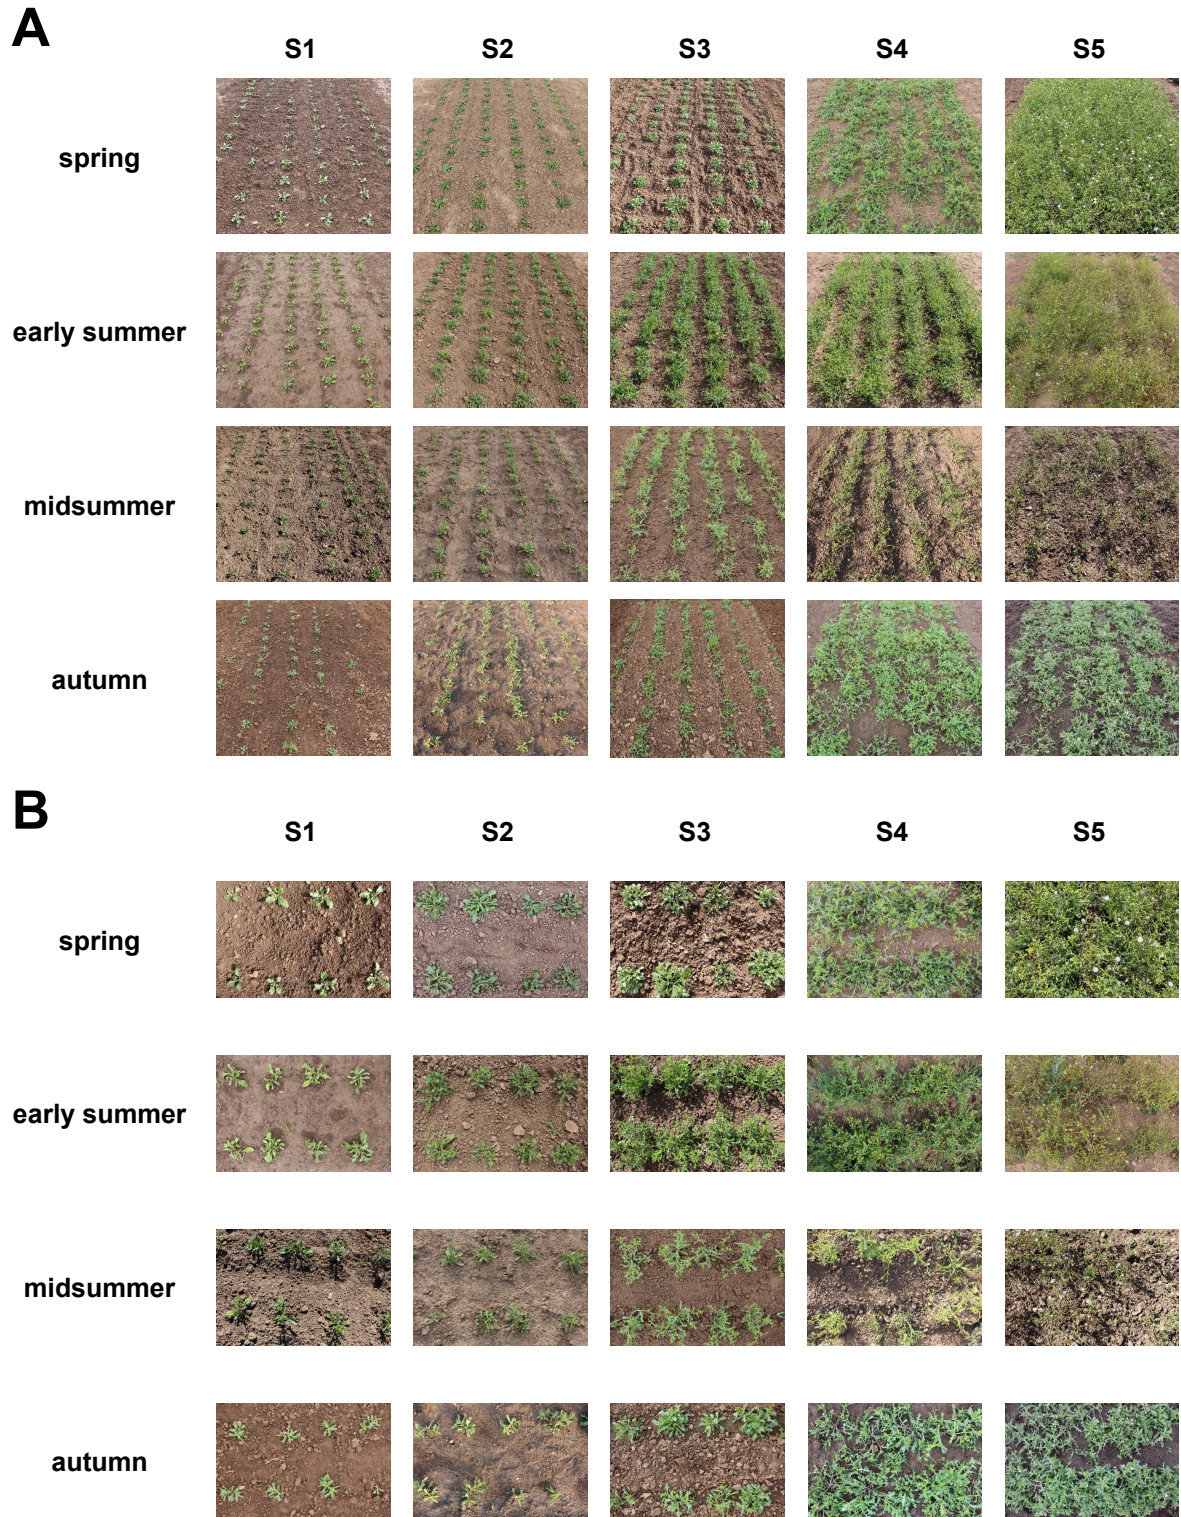 A
S1 S2 S3 S4 S5
spring
early summer
midsummer
autumn
B
S1 S2 S3 S4 S5
spring
early summer
midsummer
autumn